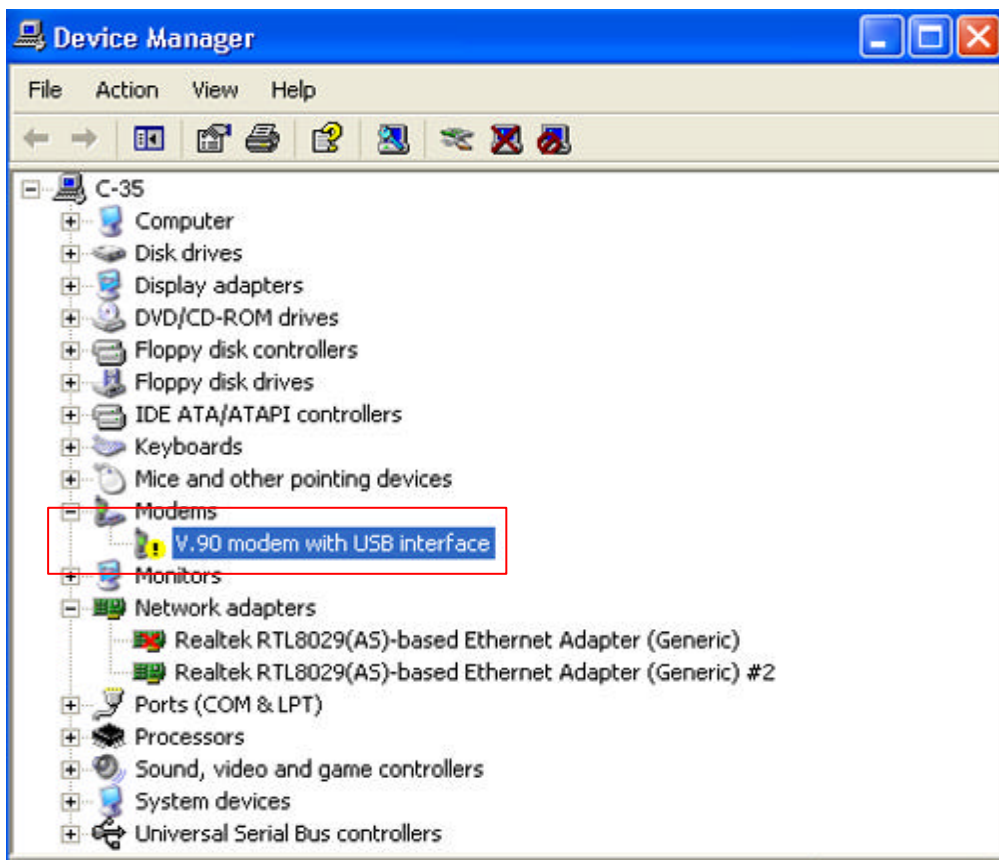 Device Manager
File Action View Help
C-35
Computer
Disk drives
Display adapters
DVD/CD-ROM drives
Floppy disk controllers
Floppy disk drives
IDE ATA/ATAPI controllers
Keyboards
Mice and other pointing devices
Modems
V.90 modem with USB interface
Monitors
Network adapters
Realtek RTL8029(AS)-based Ethernet Adapter (Generic)
Realtek RTL8029(AS)-based Ethernet Adapter (Generic) #2
Ports (COM & LPT)
Processors
Sound, video and game controllers
System devices
Universal Serial Bus controllers